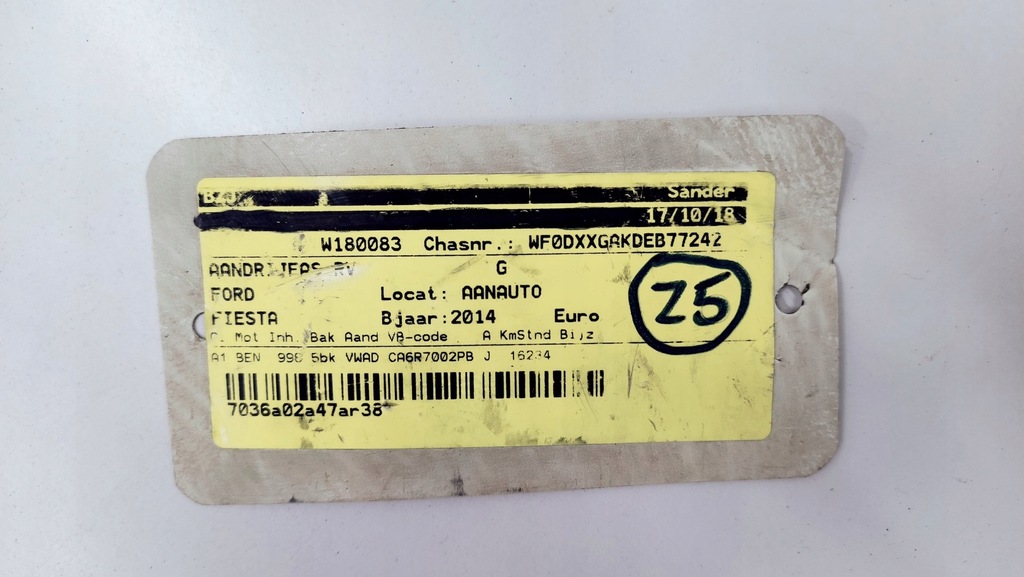 BZJ Sander
17/10/18
W180083 Chasnr.: WF0DXXGAKDEB77242
AANDRIJFAS RV G
FORD Locat: AANAUTO
FIESTA Bjaar:2014 Euro
Z5
C. Mot Inh. Bak Aand VB-code A KmStnd Bijz
A1 BEN 998 5bk VWAD CA6R7002PB J 16234
7036a02a47ar38